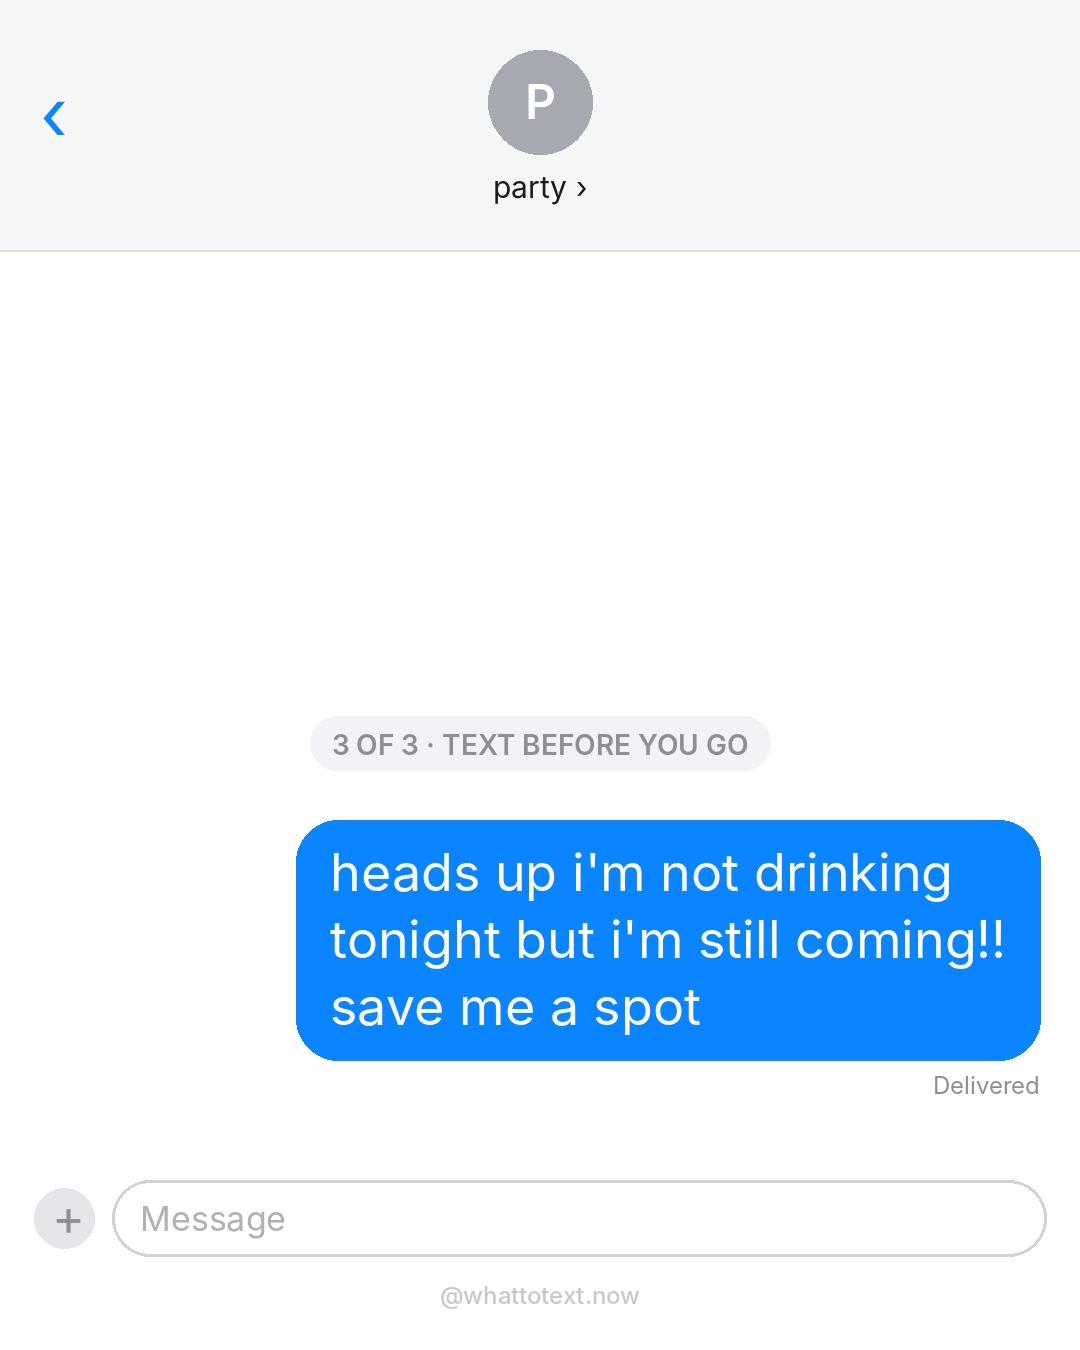 P
party ›
3 OF 3 · TEXT BEFORE YOU GO
heads up i'm not drinking
tonight but i'm still coming!!
save me a spot
Delivered
+
Message
@whattotext.now